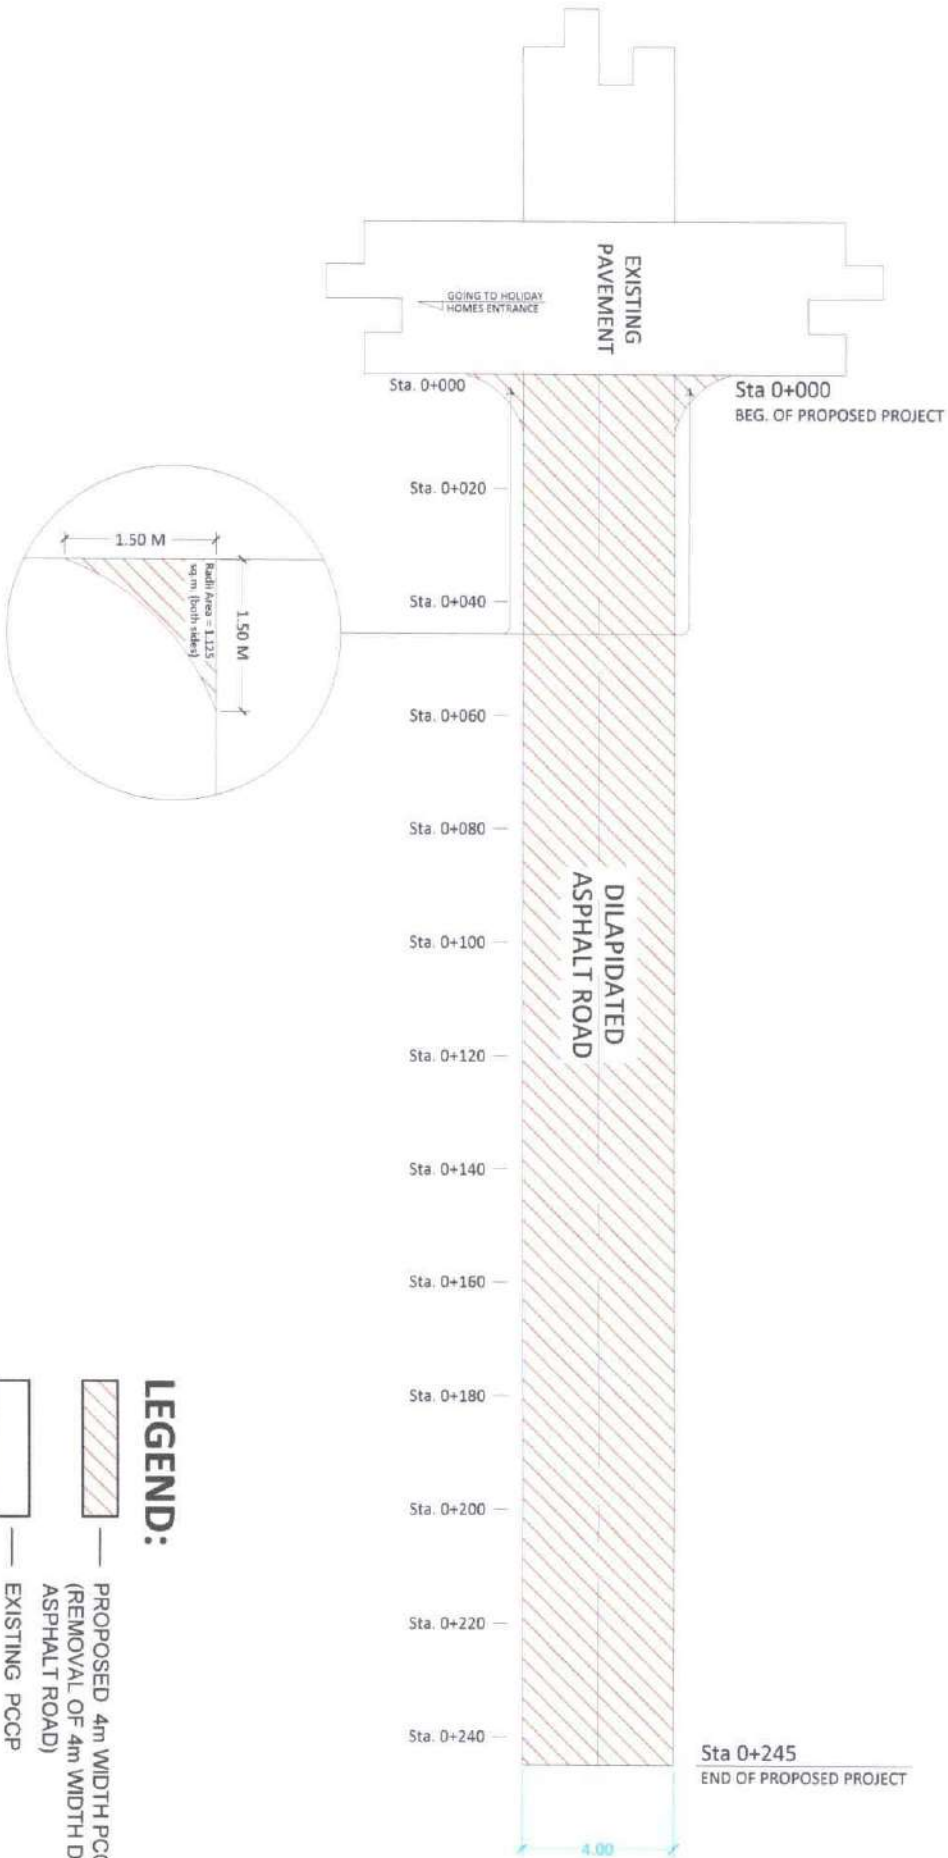 EXISTING
PAVEMENT
GOING TO HOLIDAY
HOMES ENTRANCE
Sta. 0+000
Sta 0+000
BEG. OF PROPOSED PROJECT
Sta. 0+020
Sta. 0+040
Sta. 0+060
Sta. 0+080
Sta. 0+100
Sta. 0+120
Sta. 0+140
Sta. 0+160
Sta. 0+180
Sta. 0+200
Sta. 0+220
Sta. 0+240
1.50 M
1.50 M
Radii Area = 1.125
sq.m. (both sides)
DILAPIDATED
ASPHALT ROAD
Sta 0+245
END OF PROPOSED PROJECT
4.00
LEGEND:
PROPOSED 4m WIDTH
(REMOVAL OF 4m WIDTH
ASPHALT ROAD)
EXISTING PCCP